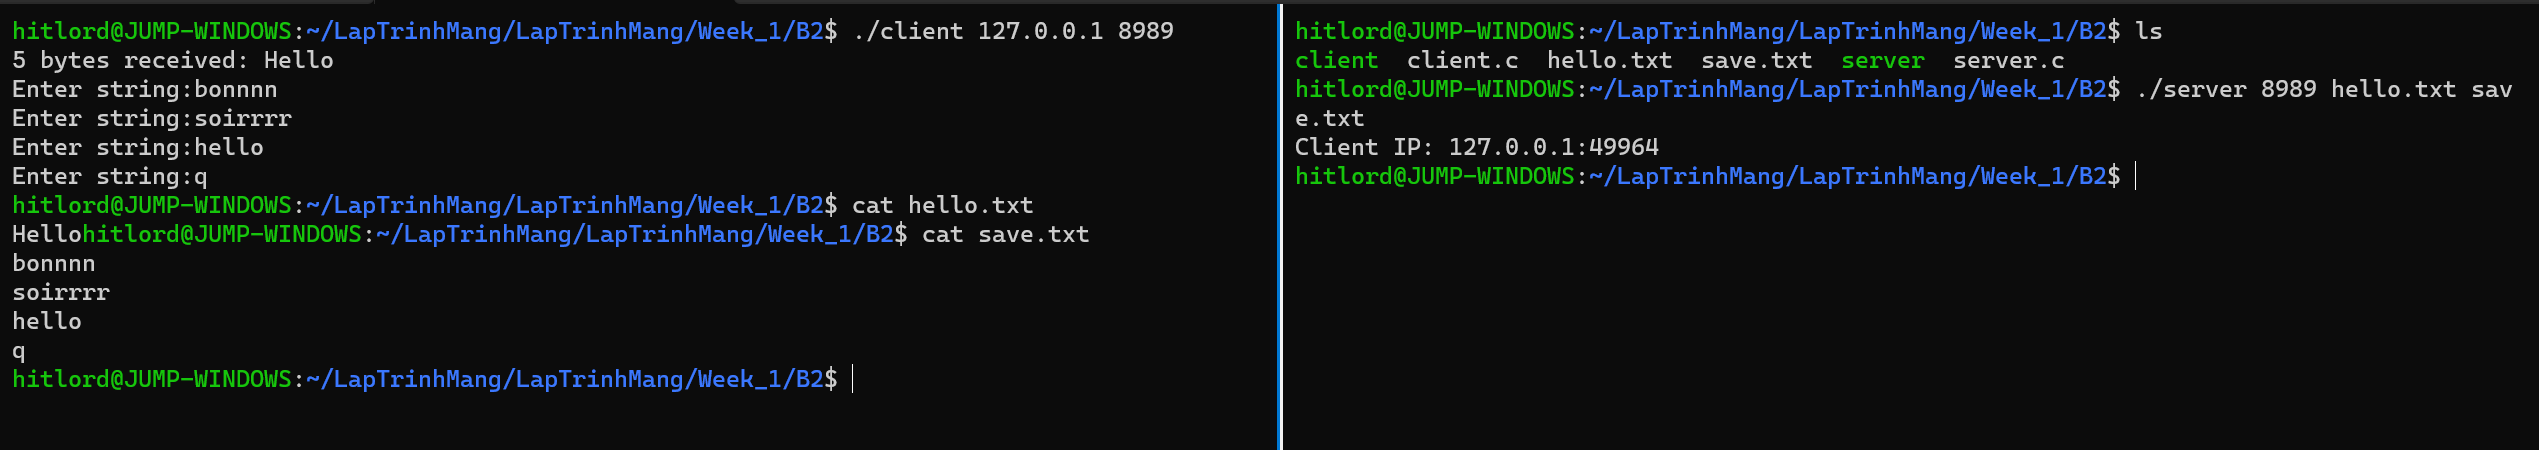 hitlord@JUMP-WINDOWS:~/LapTrinhMang/LapTrinhMang/Week_1/B2$ ./client 127.0.0.1 8989
5 bytes received: Hello
Enter string:bonnnn
Enter string:soirrrr
Enter string:hello
Enter string:q
hitlord@JUMP-WINDOWS:~/LapTrinhMang/LapTrinhMang/Week_1/B2$ cat hello.txt
Hellohitlord@JUMP-WINDOWS:~/LapTrinhMang/LapTrinhMang/Week_1/B2$ cat save.txt
bonnnn
soirrrr
hello
q
hitlord@JUMP-WINDOWS:~/LapTrinhMang/LapTrinhMang/Week_1/B2$
hitlord@JUMP-WINDOWS:~/LapTrinhMang/LapTrinhMang/Week_1/B2$ ls
client  client.c  hello.txt  save.txt  server  server.c
hitlord@JUMP-WINDOWS:~/LapTrinhMang/LapTrinhMang/Week_1/B2$ ./server 8989 hello.txt sav
e.txt
Client IP: 127.0.0.1:49964
hitlord@JUMP-WINDOWS:~/LapTrinhMang/LapTrinhMang/Week_1/B2$